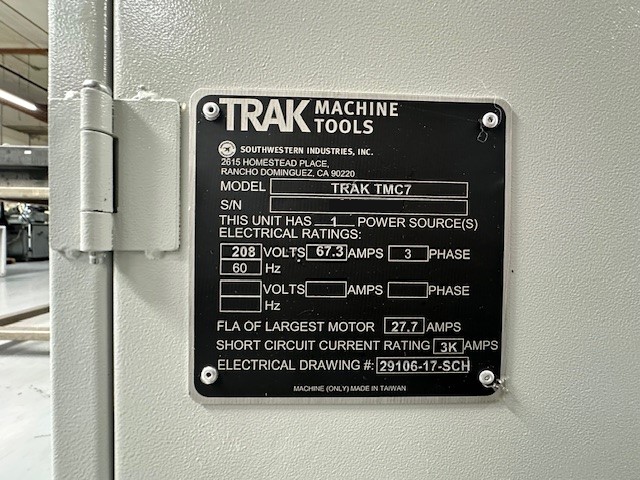 TRAK MACHINE TOOLS
SOUTHWESTERN INDUSTRIES, INC.
2615 HOMESTEAD PLACE,
RANCHO DOMINGUEZ, CA 90220
MODEL TRAK TMC7
S/N
THIS UNIT HAS 1 POWER SOURCE(S)
ELECTRICAL RATINGS:
208 VOLTS 67.3 AMPS 3 PHASE
60 Hz
VOLTS AMPS PHASE
Hz
FLA OF LARGEST MOTOR 27.7 AMPS
SHORT CIRCUIT CURRENT RATING 3K AMPS
ELECTRICAL DRAWING #: 29106-17-SCH
MACHINE (ONLY) MADE IN TAIWAN